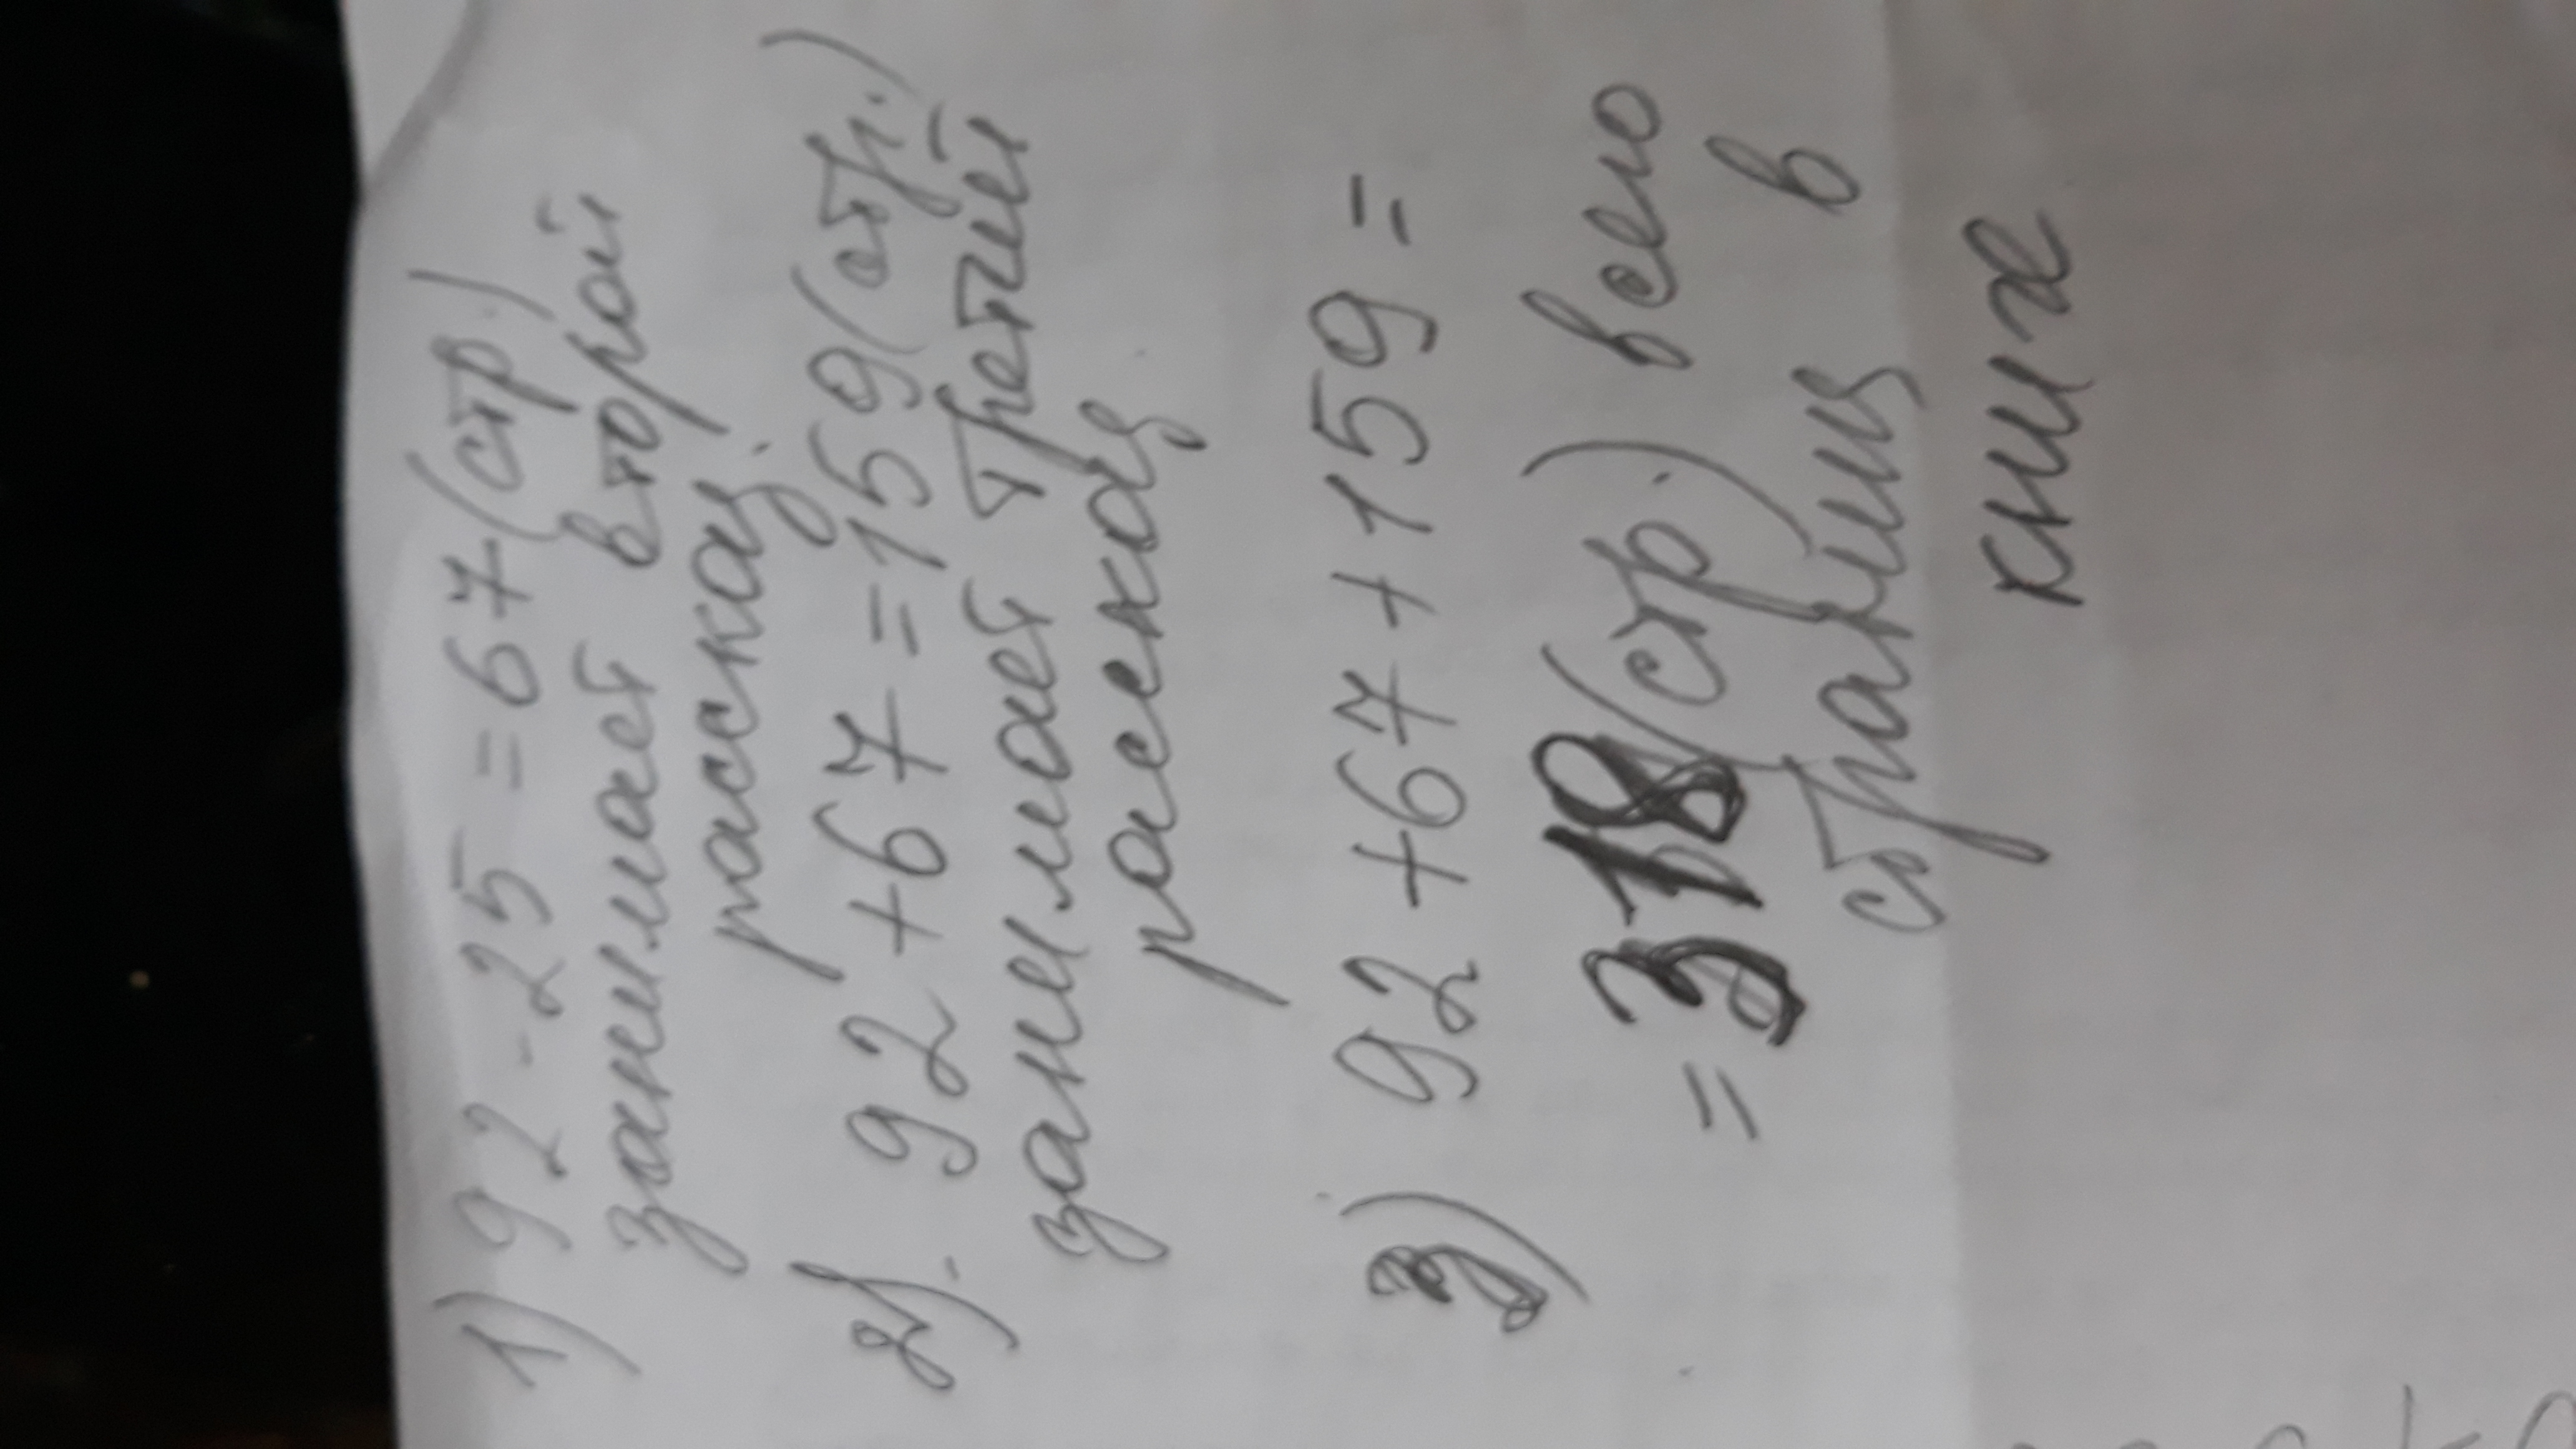 1) 92 - 25 = 67 (стр.)
занимает второй
рассказ.
2). 92 + 67 = 159 (стр.)
занимает третий
расскаа
3) 92 + 67 + 159 =
= 318 (стр.) всего
страниц в
книге